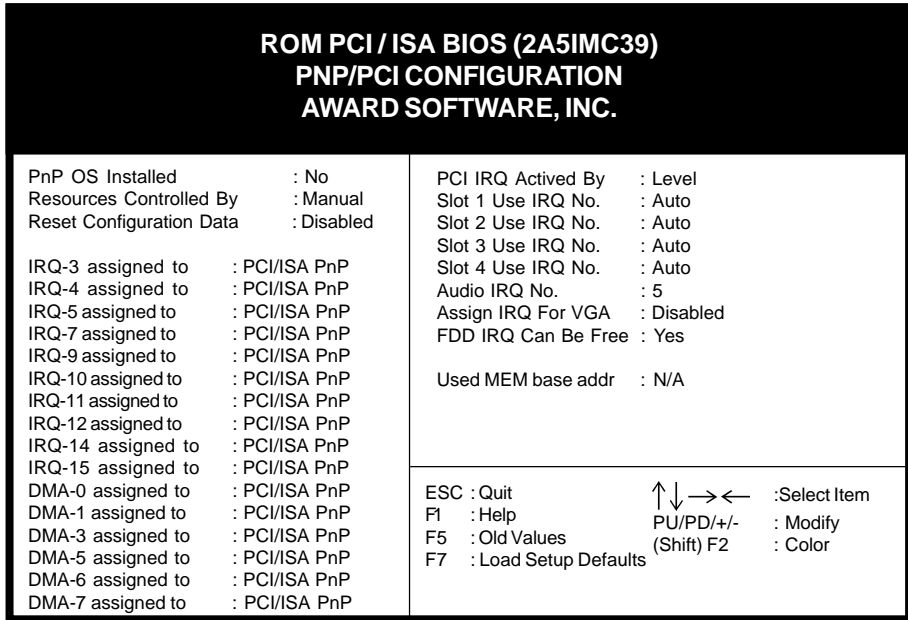 ROM PCI / ISA BIOS (2A5IMC39)
PNP/PCI CONFIGURATION
AWARD SOFTWARE, INC.
PnP OS Installed : No
Resources Controlled By : Manual
Reset Configuration Data : Disabled
IRQ-3 assigned to : PCI/ISA PnP
IRQ-4 assigned to : PCI/ISA PnP
IRQ-5 assigned to : PCI/ISA PnP
IRQ-7 assigned to : PCI/ISA PnP
IRQ-9 assigned to : PCI/ISA PnP
IRQ-10 assigned to : PCI/ISA PnP
IRQ-11 assigned to : PCI/ISA PnP
IRQ-12 assigned to : PCI/ISA PnP
IRQ-14 assigned to : PCI/ISA PnP
IRQ-15 assigned to : PCI/ISA PnP
DMA-0 assigned to : PCI/ISA PnP
DMA-1 assigned to : PCI/ISA PnP
DMA-3 assigned to : PCI/ISA PnP
DMA-5 assigned to : PCI/ISA PnP
DMA-6 assigned to : PCI/ISA PnP
DMA-7 assigned to : PCI/ISA PnP
PCI IRQ Actived By : Level
Slot 1 Use IRQ No. : Auto
Slot 2 Use IRQ No. : Auto
Slot 3 Use IRQ No. : Auto
Slot 4 Use IRQ No. : Auto
Audio IRQ No. : 5
Assign IRQ For VGA : Disabled
FDD IRQ Can Be Free : Yes
Used MEM base addr : N/A
ESC : Quit
F1 : Help
F5 : Old Values
F7 : Load Setup Defaults
↑↓→← :Select Item
PU/PD/+/- : Modify
(Shift) F2 : Color